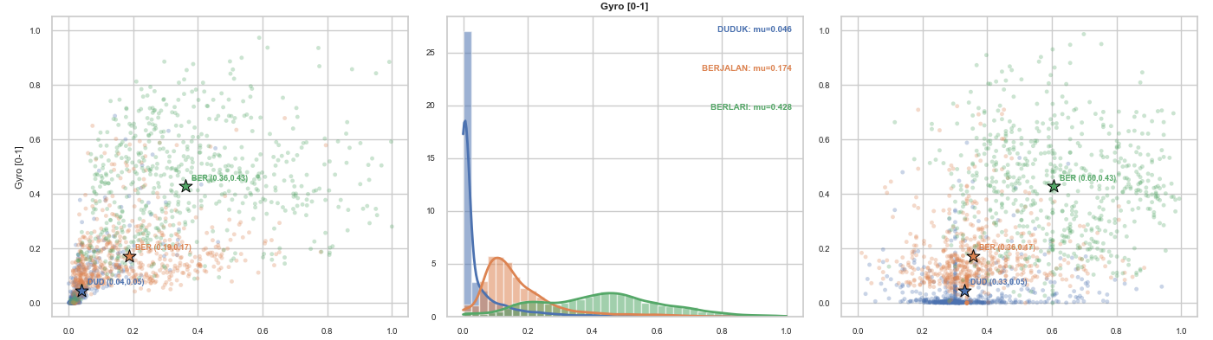 Gyro [0-1]
Gyro [0-1]
1.0
0.8
0.6
0.4
0.2
0.0
BER (0.36,0.43)
BER (0.19,0.17)
DUD (0.04,0.05)
0.0 0.2 0.4 0.6 0.8 1.0
25
20
15
10
5
0
DUDUK: mu=0.046
BERJALAN: mu=0.174
BERLARI: mu=0.428
0.0 0.2 0.4 0.6 0.8 1.0
1.0
0.8
0.6
0.4
0.2
0.0
BER (0.60,0.43)
BER (0.36,0.17)
DUD (0.33,0.05)
0.0 0.2 0.4 0.6 0.8 1.0